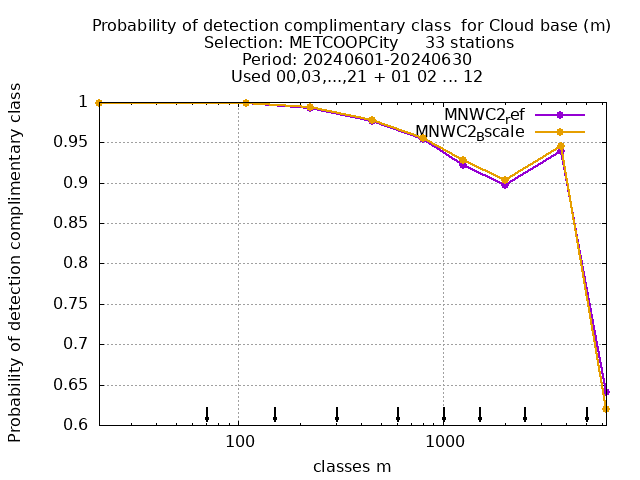 Probability of detection complimentary class  for Cloud base (m)
Selection: METCOOPCity     33 stations
Period: 20240601-20240630
Used 00,03,...,21 + 01 02 ... 12
Probability of detection complimentary class
1
0.95
0.9
0.85
0.8
0.75
0.7
0.65
0.6
MNWC2ref
MNWC2Bscale
100
1000
classes m